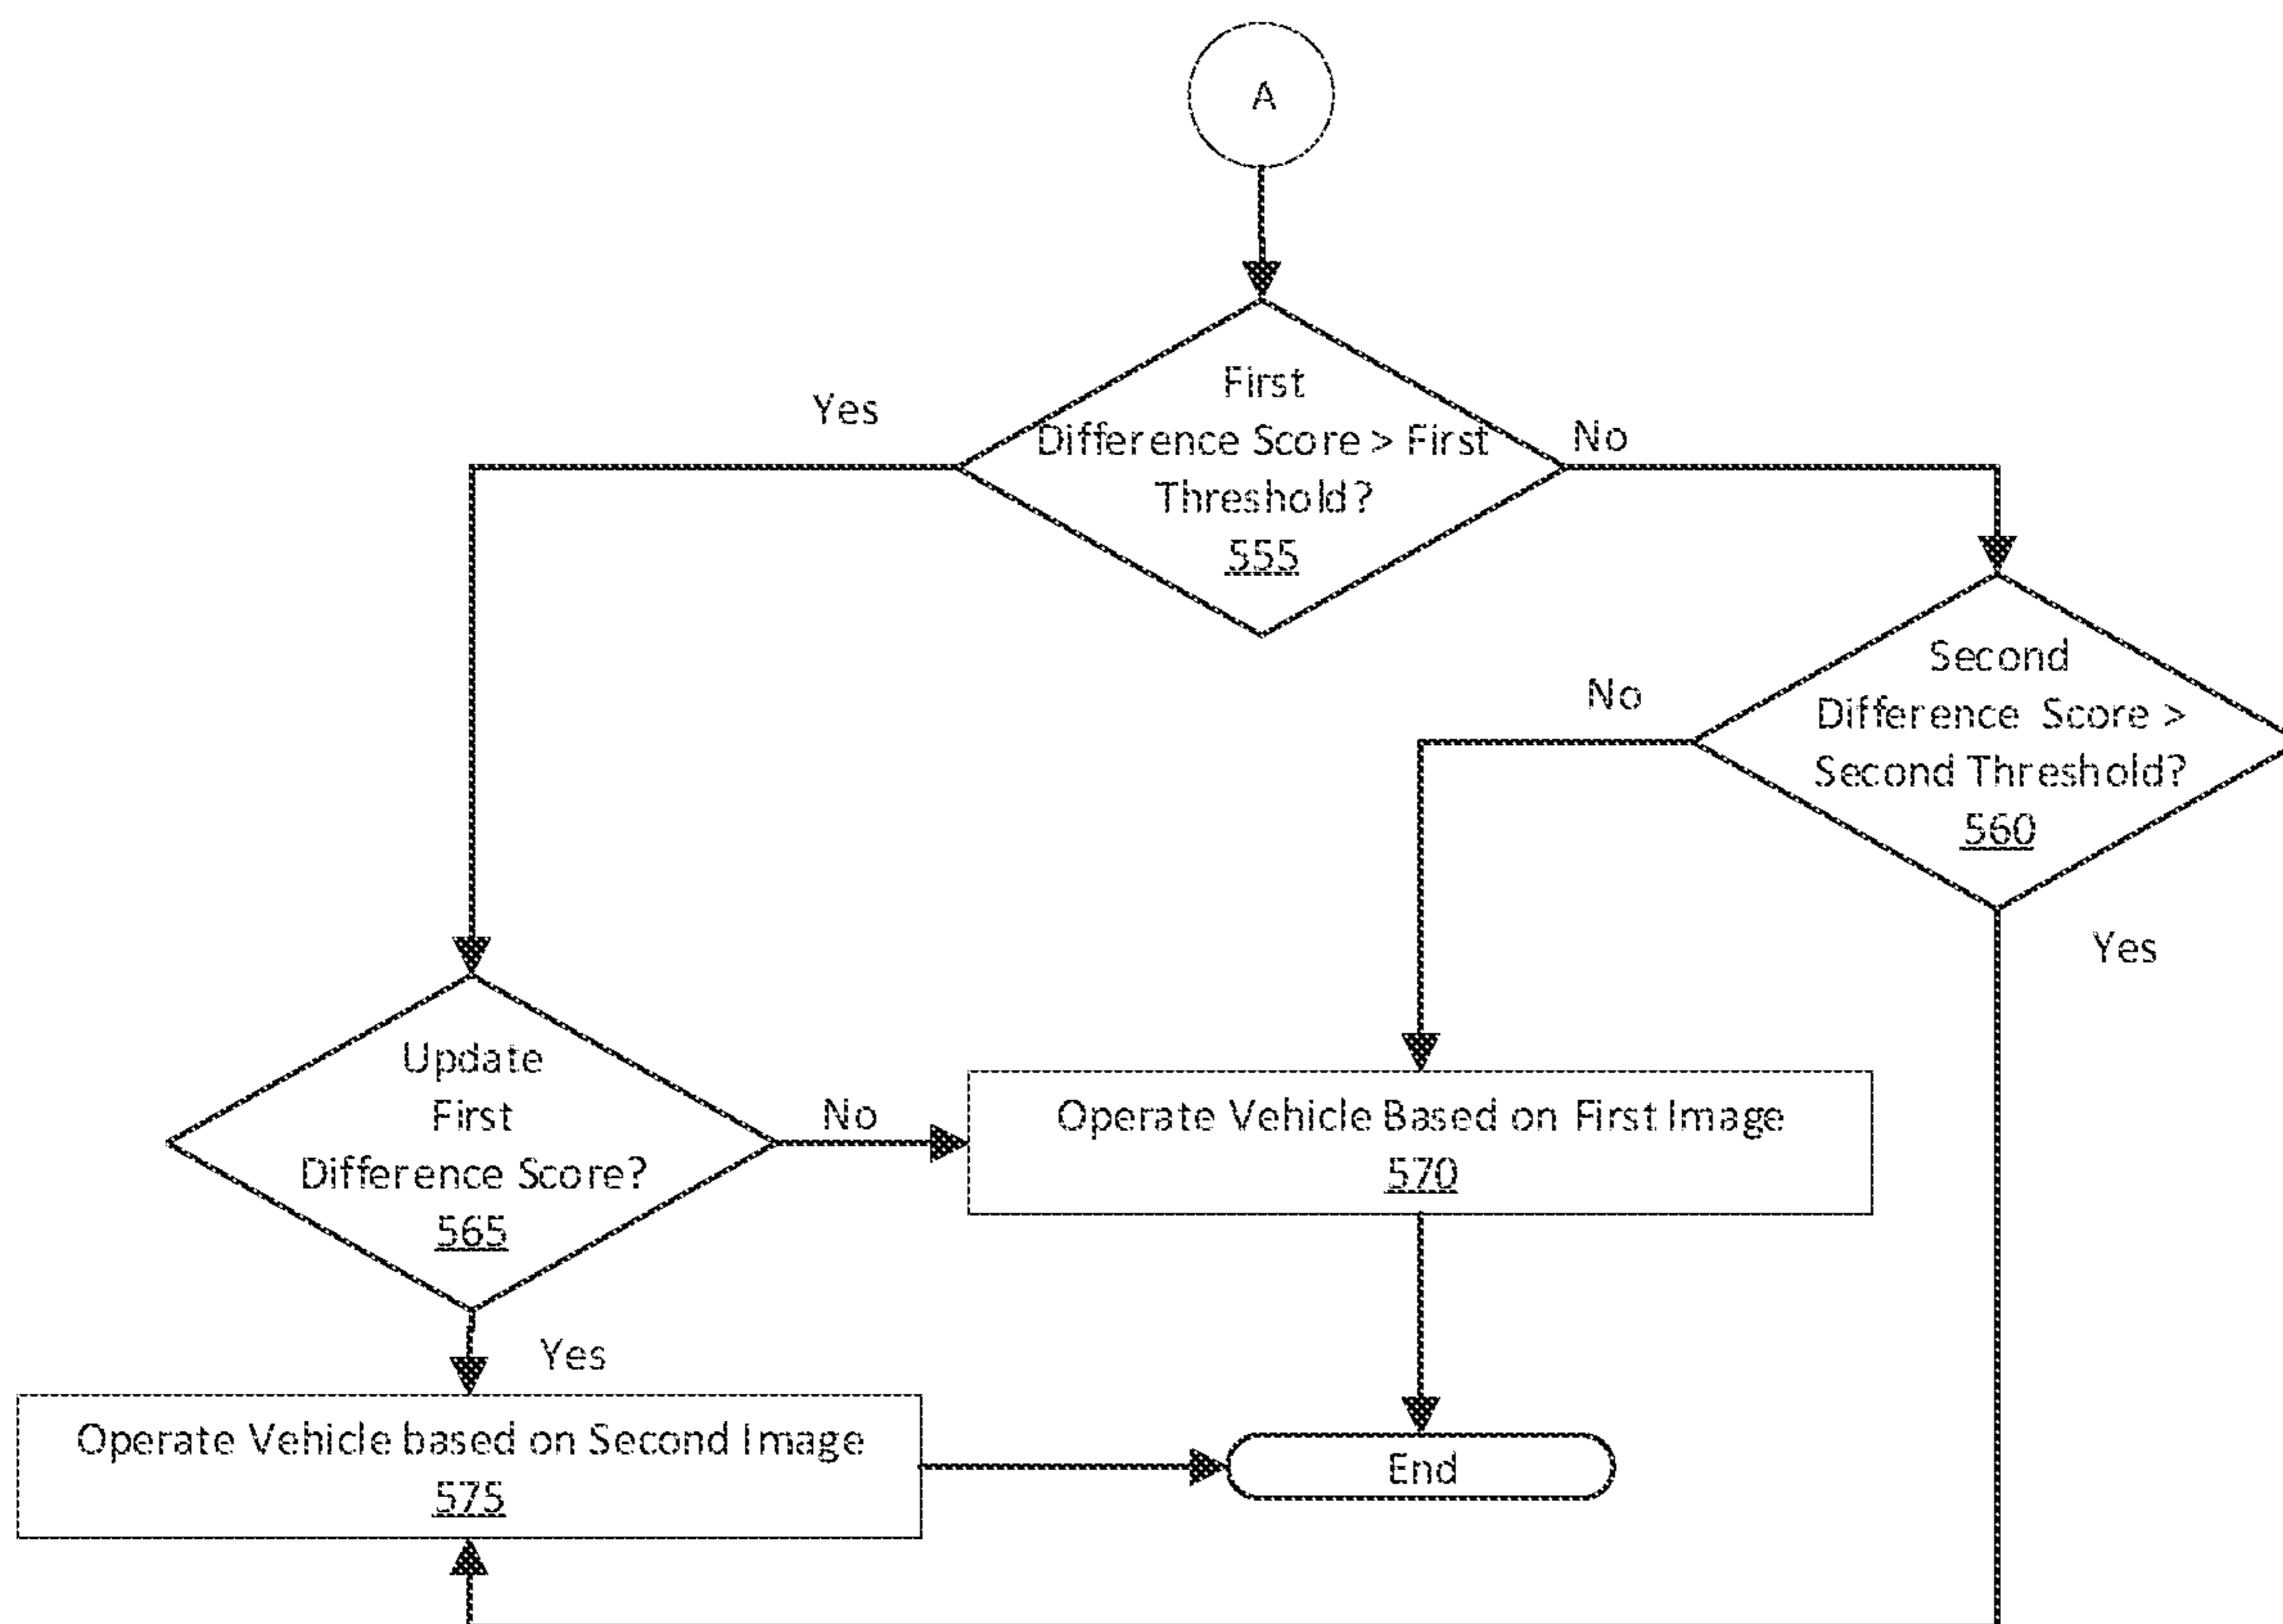 A
First
Difference Score > First
Threshold?
555
Yes
No
Second
Difference Score >
Second Threshold?
560
No
Yes
Update
First
Difference Score?
565
No
Yes
Operate Vehicle Based on First Image
570
Operate Vehicle based on Second Image
575
End